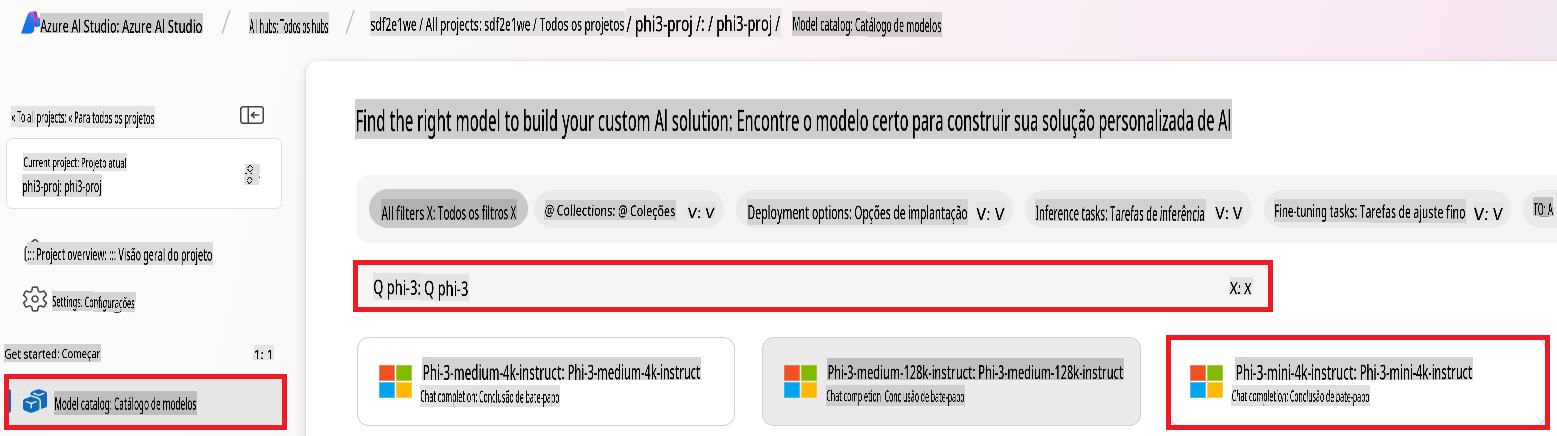 Azure AI Studio: Azure AI Studio / All hubs: Todos os hubs / sdf2e1we / All projects: sdf2e1we / Todos os projetos / phi3-proj /: / phi3-proj / Model catalog: Catálogo de modelos
« To all projects: « Para todos os projetos
Current project: Projeto atual
phi3-proj: phi3-proj
::: Project overview: ::: Visão geral do projeto
Settings: Configurações
Get started: Começar 1: 1
Model catalog: Catálogo de modelos
Find the right model to build your custom AI solution: Encontre o modelo certo para construir sua solução personalizada de AI
All filters X: Todos os filtros X @ Collections: @ Coleções V: V Deployment options: Opções de implantação V: V Inference tasks: Tarefas de inferência V: V Fine-tuning tasks: Tarefas de ajuste fino V: V TO: A
Q phi-3: Q phi-3 X: X
Phi-3-medium-4k-instruct: Phi-3-medium-4k-instruct
Chat completion: Conclusão de bate-papo
Phi-3-medium-128k-instruct: Phi-3-medium-128k-instruct
Chat completion: Conclusão de bate-papo
Phi-3-mini-4k-instruct: Phi-3-mini-4k-instruct
Chat completion: Conclusão de bate-papo